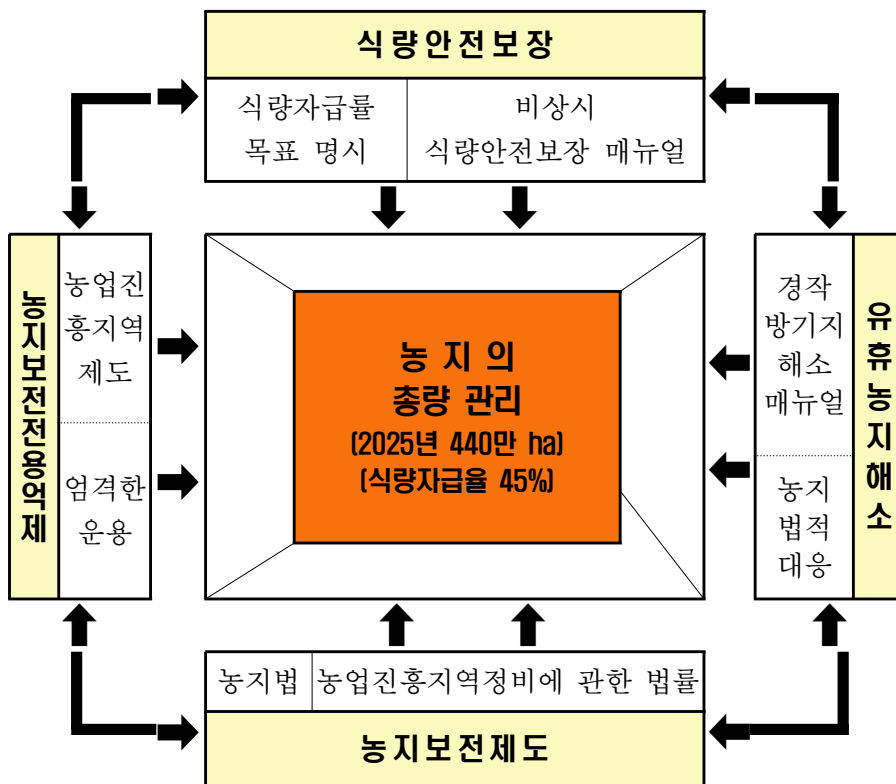 식량안전보장
식량자급률
목표 명시
비상시
식량안전보장 매뉴얼
농지보전전용억제
농업진
흥지역
제도
엄격한
운용
농지의
총량 관리
(2025년 440만 ha)
(식량자급율 45%)
경작
방기지
해소
매뉴얼
농지
법적
대응
유휴농지해소
농지법
농업진흥지역정비에 관한 법률
농지보전제도